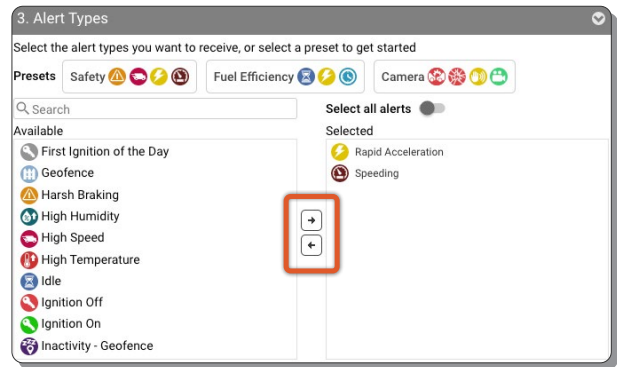 3. Alert Types
Select the alert types you want to receive, or select a preset to get started
Presets Safety Fuel Efficiency Camera
Search
Select all alerts
Available
Selected
First Ignition of the Day
Geofence
Harsh Braking
High Humidity
High Speed
High Temperature
Idle
Ignition Off
Ignition On
Inactivity - Geofence
Rapid Acceleration
Speeding